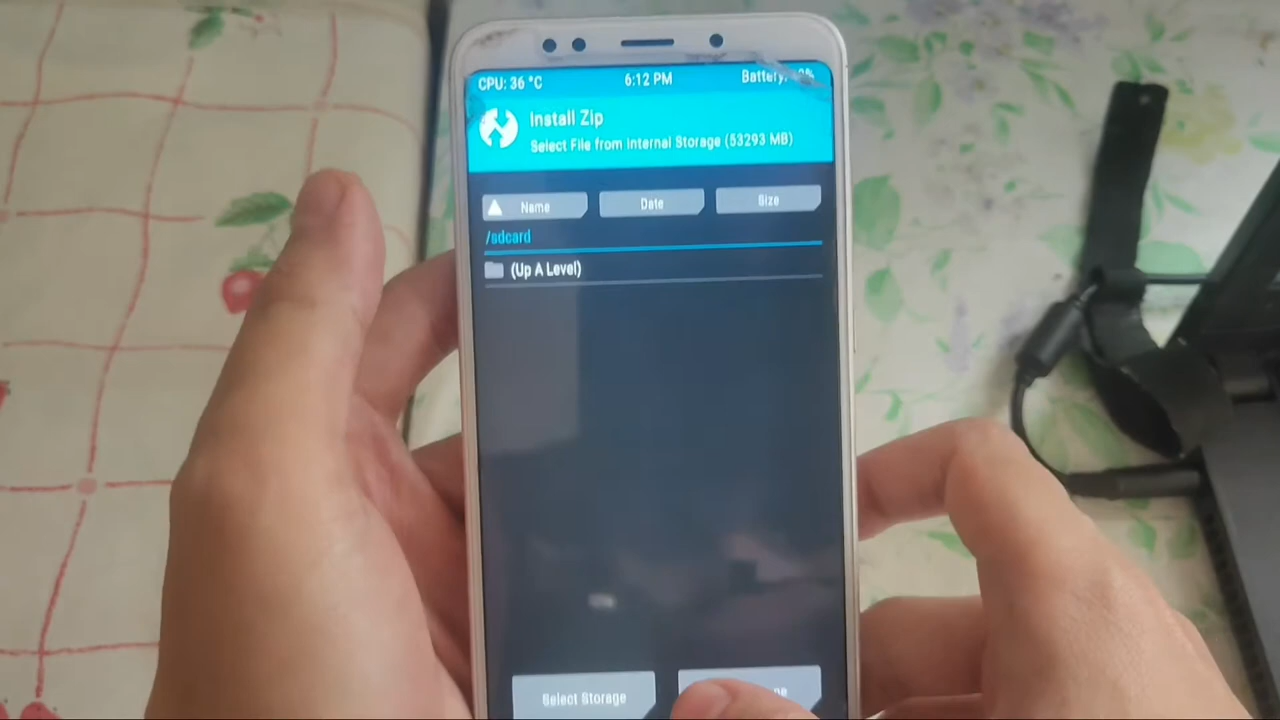 CPU: 36 °C 6:12 PM Battery:
Install Zip
Select File from Internal Storage (53293 MB)
Name Date Size
/sdcard
(Up A Level)
Select Storage